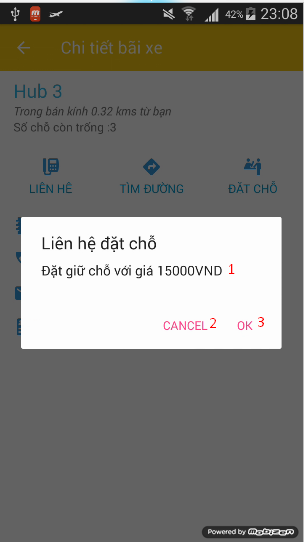 42% 23:08
Chi tiết bãi xe
Hub 3
Trong bán kính 0.32 kms từ bạn
Số chỗ còn trống :3
LIÊN HỆ TÌM ĐƯỜNG ĐẶT CHỖ
Liên hệ đặt chỗ
Đặt giữ chỗ với giá 15000VND 1
CANCEL 2 OK 3
Powered by Mobizen